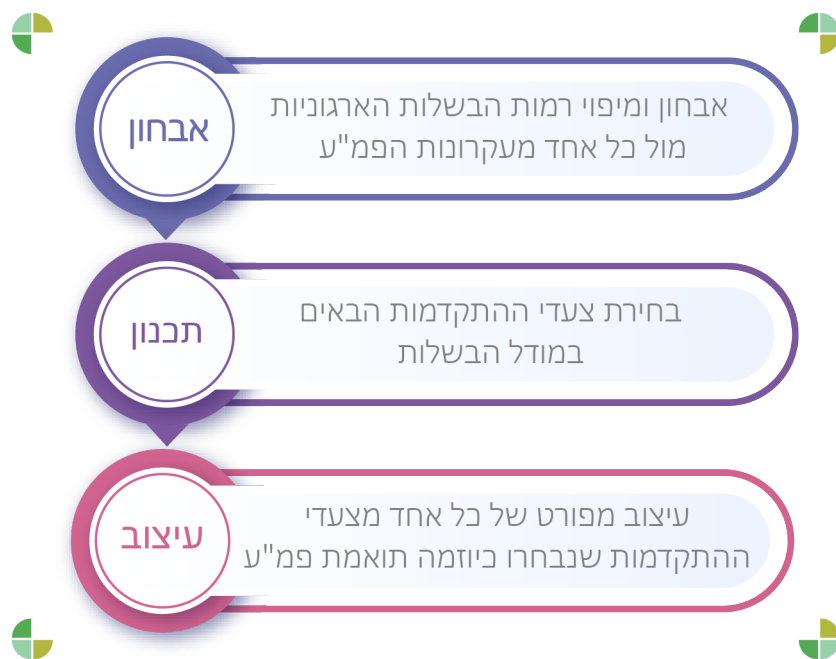 אבחון
אבחון ומיפוי רמות הבשלות הארגוניות
מול כל אחד מעקרונות הפמ"ע
תכנון
בחירת צעדי ההתקדמות הבאים
במודל הבשלות
עיצוב
עיצוב מפורט של כל אחד מצעדי
ההתקדמות שנבחרו כיוזמה תואמת פמ"ע